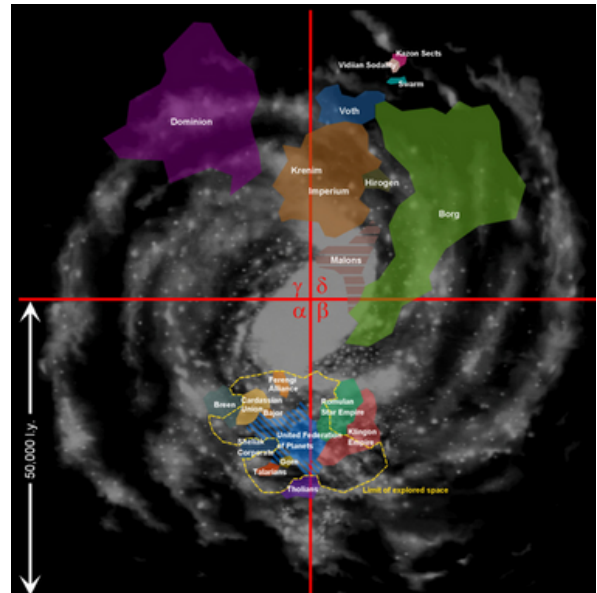 Kazon Sects
Vidiian Sodality
Swarm
Voth
Dominion
Krenim
Imperium
Hirogen
Borg
Malons
γ δ
α β
Ferengi
Alliance
Breen
Cardassian
Union
Bajor
Romulan
Star Empire
Klingon
Empire
United Federation
of Planets
Sheliak
Corporate
Gorn
Talarians
Tholians
Limit of explored space
50,000 l.y.